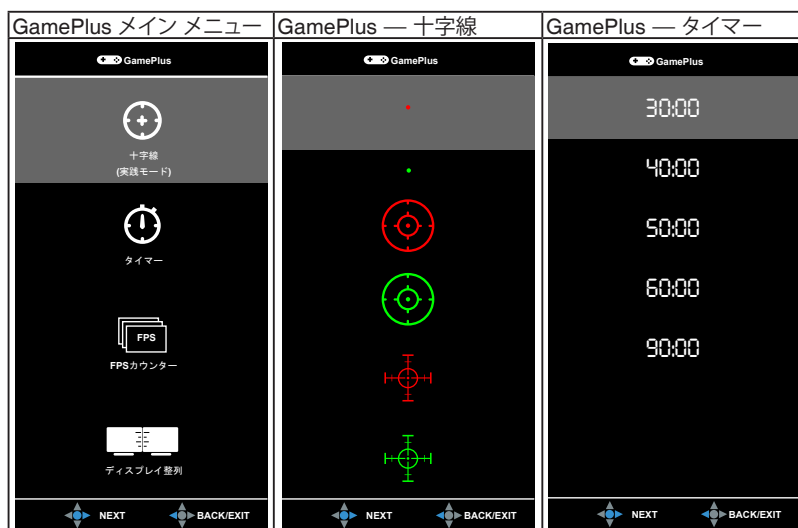 GamePlus メイン メニュー
GamePlus — 十字線
GamePlus — タイマー
GamePlus
十字線
(実践モード)
タイマー
FPS
FPSカウンター
ディスプレイ整列
NEXT BACK/EXIT
GamePlus
NEXT BACK/EXIT
GamePlus
30:00
40:00
50:00
60:00
90:00
NEXT BACK/EXIT